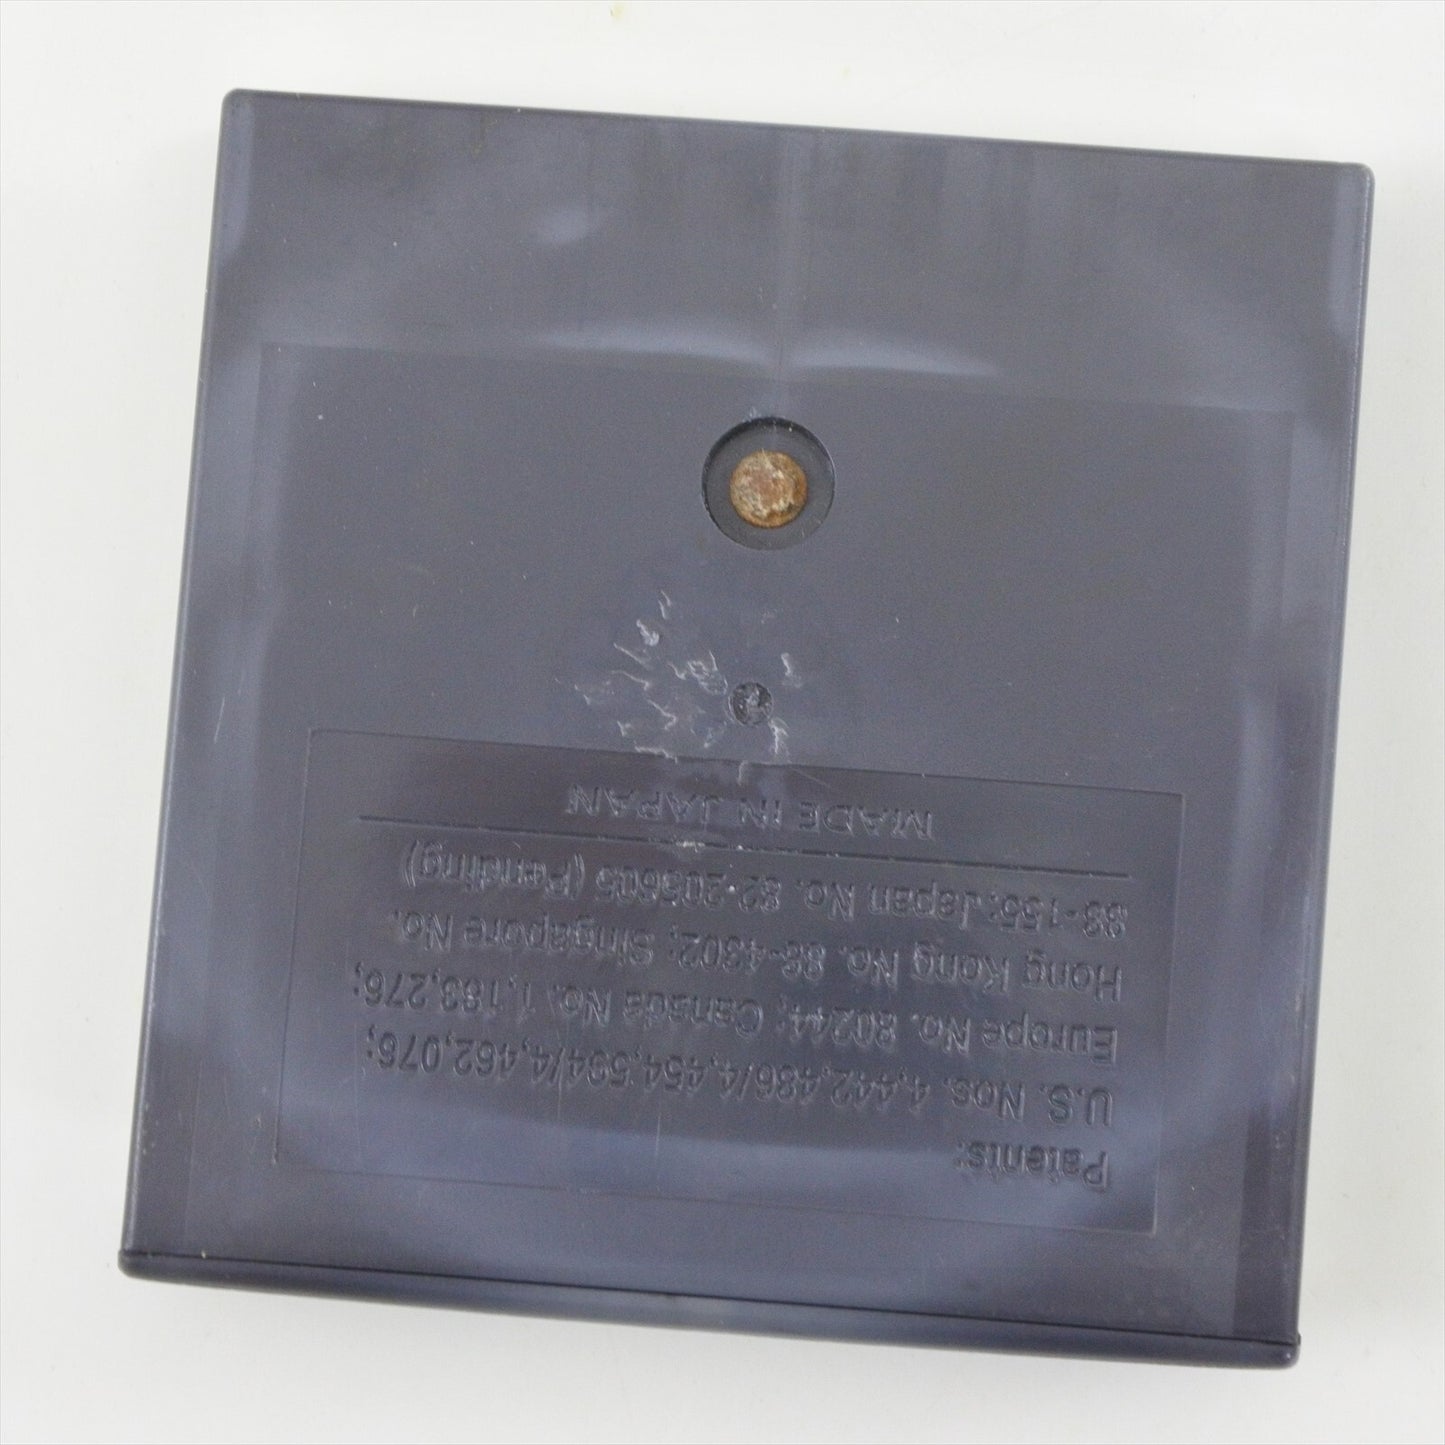 Patents:
U.S. Nos. 4,442,486/4,454,594/4,462,076;
Europe No. 80244; Canada No. 1,183,276;
Hong Kong No. 88-4302; Singapore No.
88-155; Japan No. 82-205605 (Pending)
MADE IN JAPAN